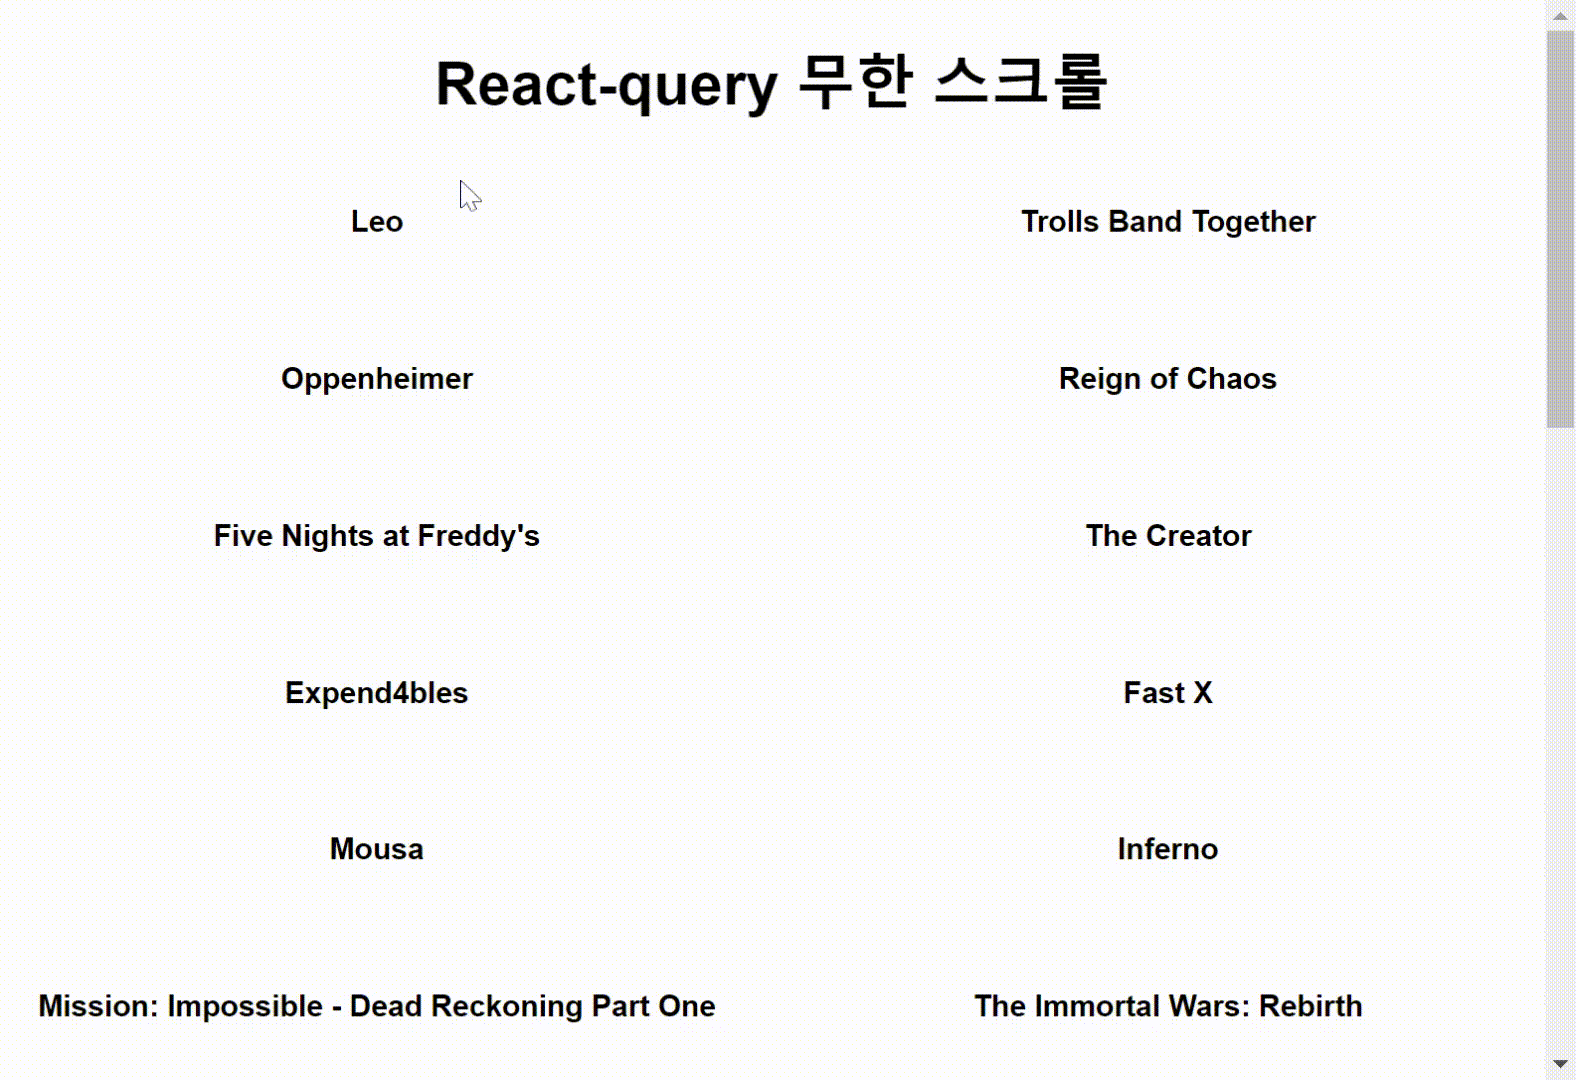 React-query 무한 스크롤
Leo
Trolls Band Together
Oppenheimer
Reign of Chaos
Five Nights at Freddy's
The Creator
Expend4bles
Fast X
Mousa
Inferno
Mission: Impossible - Dead Reckoning Part One
The Immortal Wars: Rebirth